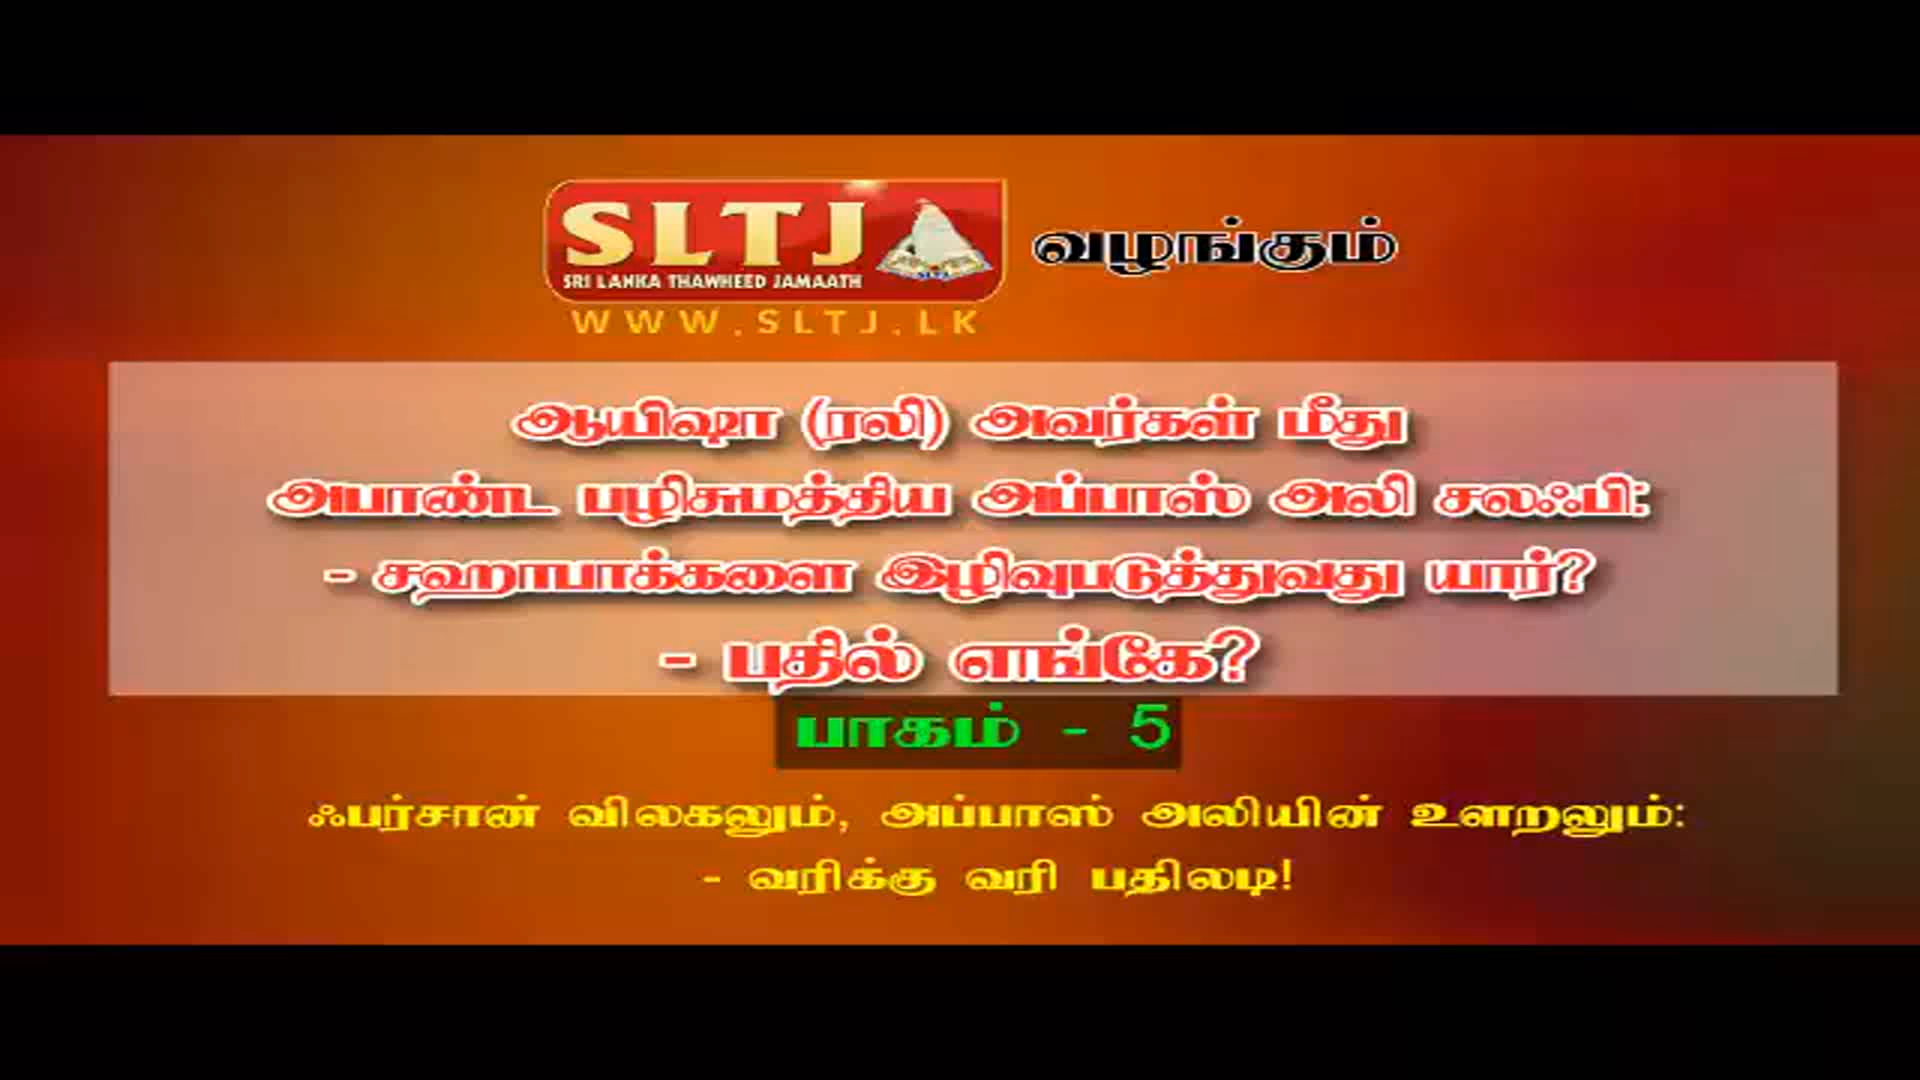 SLTJ வழங்கும்
SRI LANKA THAWHEED JAMAATH
WWW.SLTJ.LK
ஆயிஷா (ரலி) அவர்கள் மீது
அபாண்ட பழிசுமத்திய அப்பாஸ் அலி சலஃபி:
- சஹாபாக்களை இழிவுபடுத்துவது யார்?
- பதில் எங்கே?
பாகம் - 5
ஃபர்சான் விலகலும், அப்பாஸ் அலியின் உளறலும்:
- வரிக்கு வரி பதிலடி!